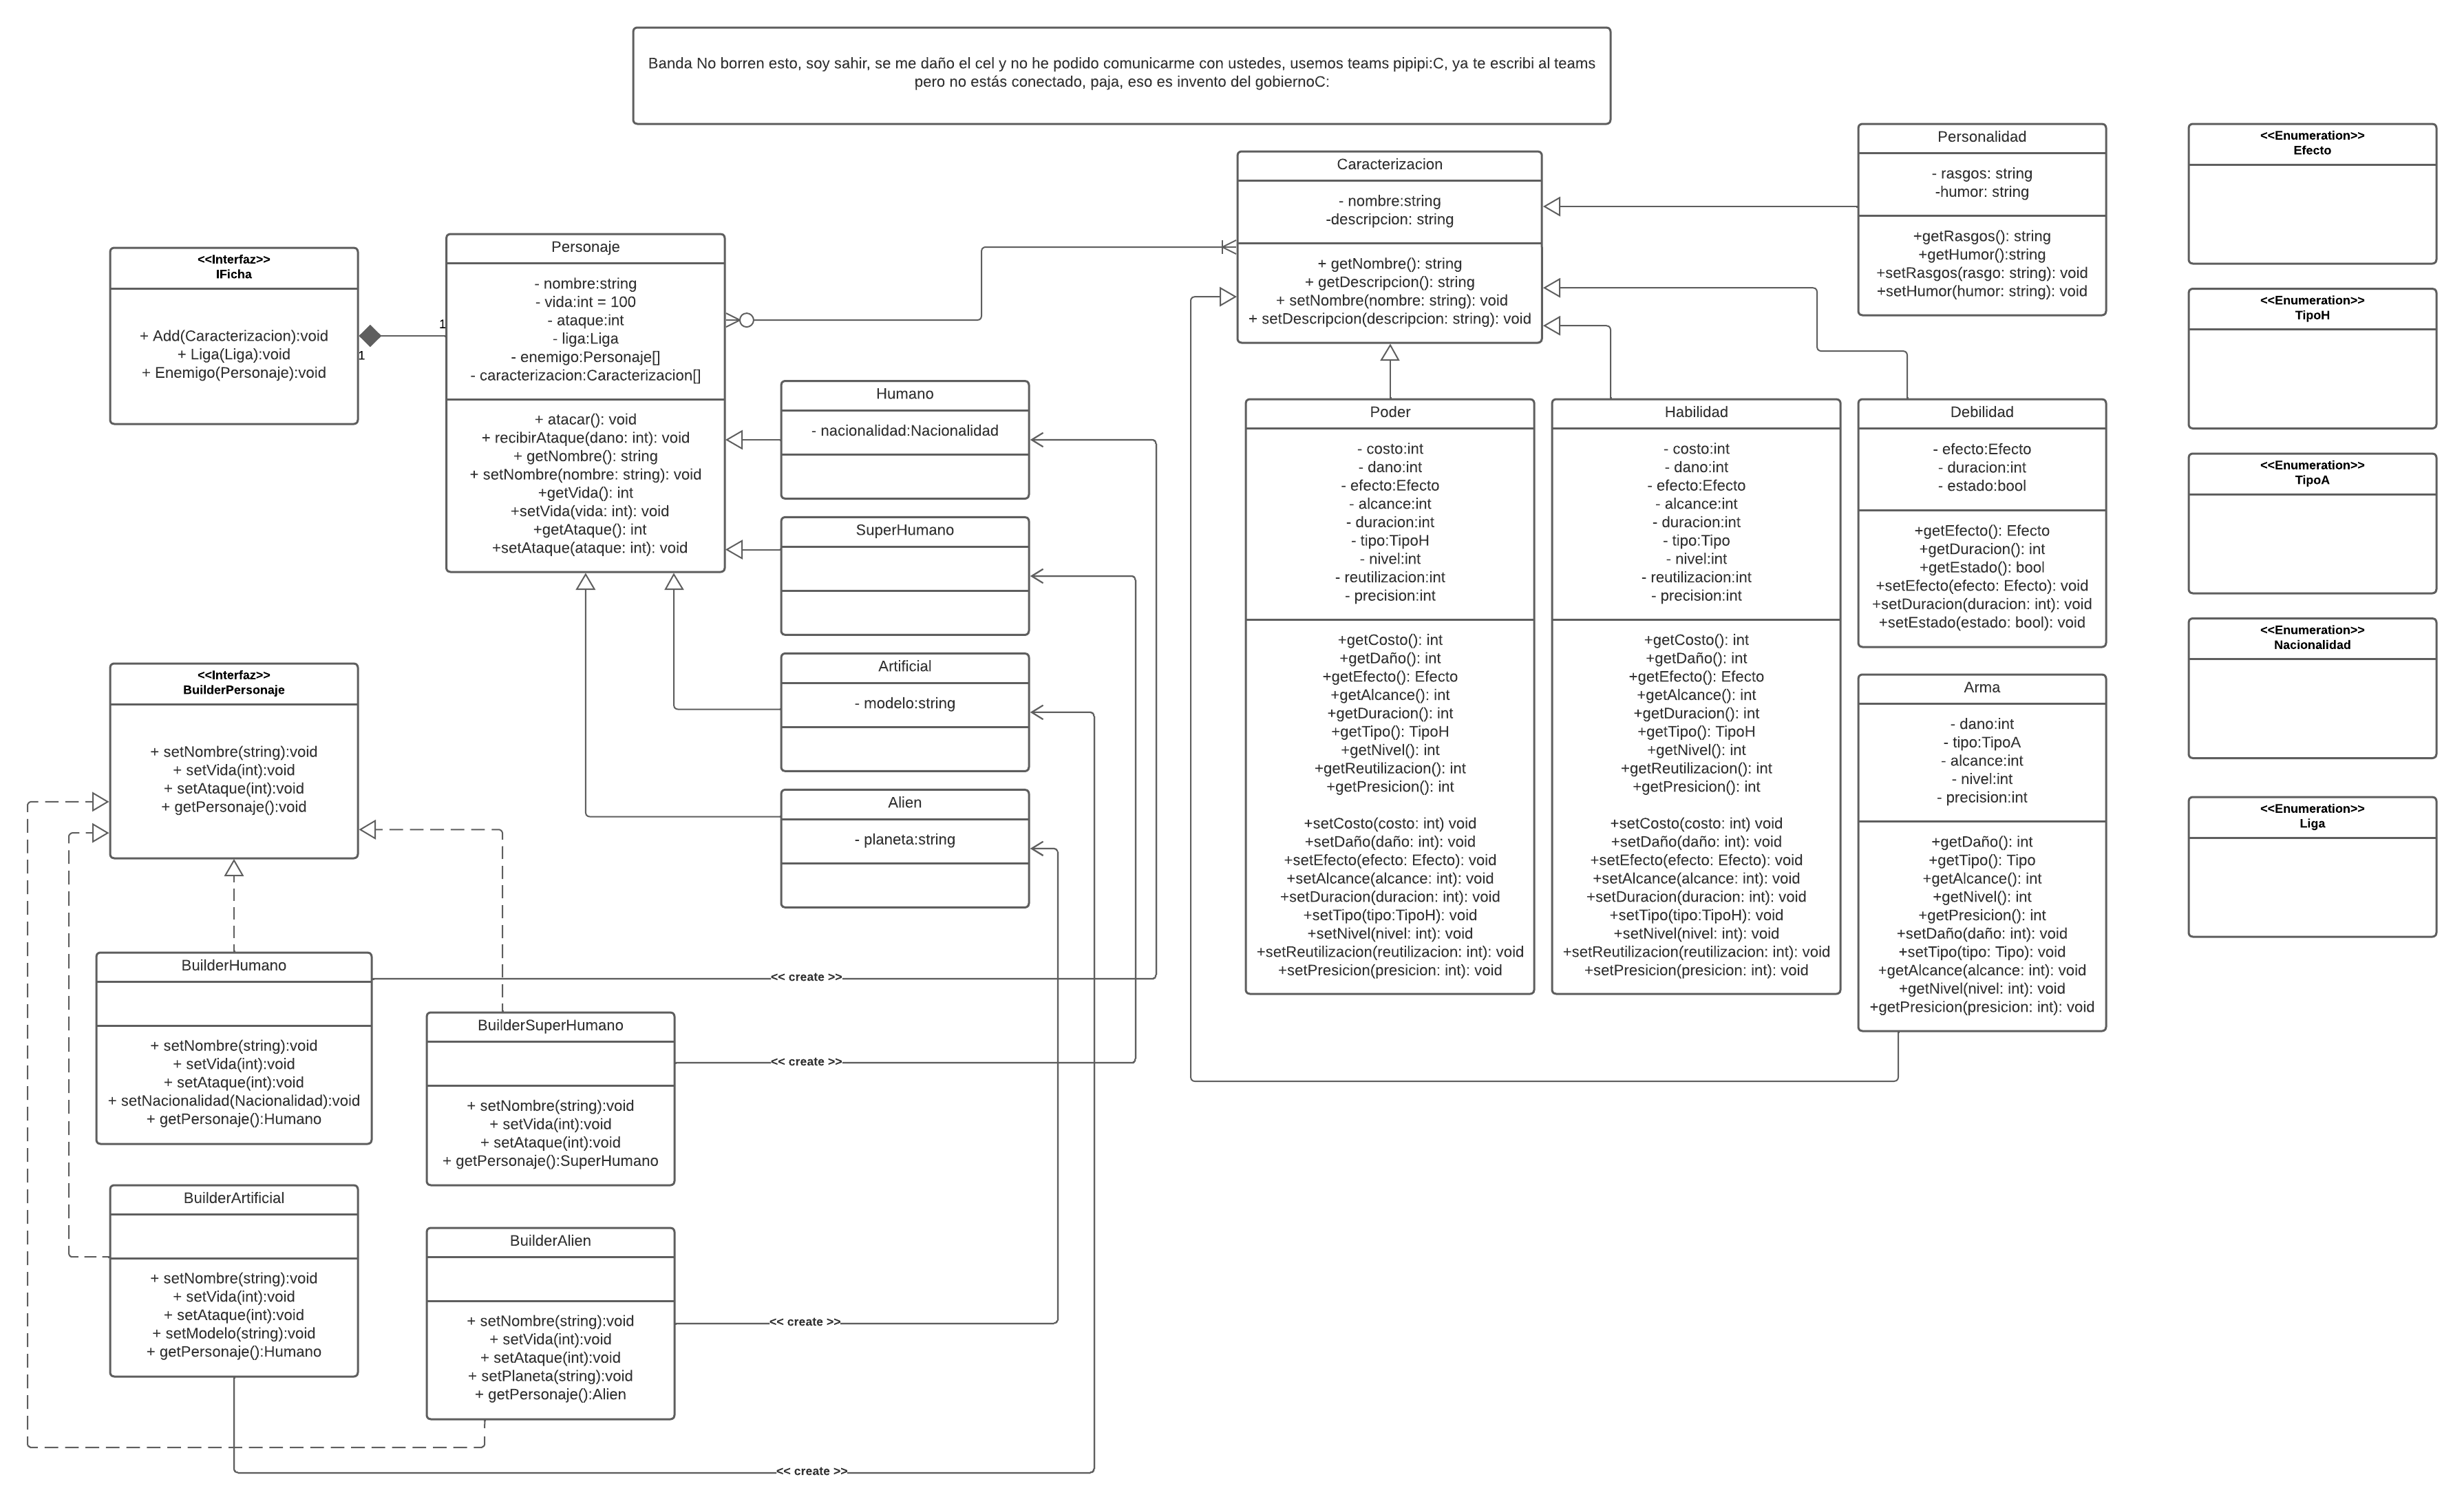 Banda No borren esto, soy sahir, se me daño el cel y no he podido comunicarme con ustedes, usemos teams pipipi:C, ya te escribi al teams
pero no estás conectado, paja, eso es invento del gobiernoC:
<<Interfaz>>
IFicha
+ Add(Caracterizacion):void
+ Liga(Liga):void
+ Enemigo(Personaje):void
1
1
Personaje
- nombre:string
- vida:int = 100
- ataque:int
- liga:Liga
- enemigo:Personaje[]
- caracterizacion:Caracterizacion[]
+ atacar(): void
+ recibirAtaque(dano: int): void
+ getNombre(): string
+ setNombre(nombre: string): void
+getVida(): int
+setVida(vida: int): void
+getAtaque(): int
+setAtaque(ataque: int): void
Humano
- nacionalidad:Nacionalidad
SuperHumano
Artificial
- modelo:string
Alien
- planeta:string
Caracterizacion
- nombre:string
-descripcion: string
+ getNombre(): string
+ getDescripcion(): string
+ setNombre(nombre: string): void
+ setDescripcion(descripcion: string): void
Personalidad
- rasgos: string
-humor: string
+getRasgos(): string
+getHumor():string
+setRasgos(rasgo: string): void
+setHumor(humor: string): void
Poder
- costo:int
- dano:int
- efecto:Efecto
- alcance:int
- duracion:int
- tipo:TipoH
- nivel:int
- reutilizacion:int
- precision:int
+getCosto(): int
+getDaño(): int
+getEfecto(): Efecto
+getAlcance(): int
+getDuracion(): int
+getTipo(): TipoH
+getNivel(): int
+getReutilizacion(): int
+getPresicion(): int
+setCosto(costo: int) void
+setDaño(daño: int): void
+setEfecto(efecto: Efecto): void
+setAlcance(alcance: int): void
+setDuracion(duracion: int): void
+setTipo(tipo:TipoH): void
+setNivel(nivel: int): void
+setReutilizacion(reutilizacion: int): void
+setPresicion(presicion: int): void
Habilidad
- costo:int
- dano:int
- efecto:Efecto
- alcance:int
- duracion:int
- tipo:Tipo
- nivel:int
- reutilizacion:int
- precision:int
+getCosto(): int
+getDaño(): int
+getEfecto(): Efecto
+getAlcance(): int
+getDuracion(): int
+getTipo(): TipoH
+getNivel(): int
+getReutilizacion(): int
+getPresicion(): int
+setCosto(costo: int) void
+setDaño(daño: int): void
+setEfecto(efecto: Efecto): void
+setAlcance(alcance: int): void
+setDuracion(duracion: int): void
+setTipo(tipo:TipoH): void
+setNivel(nivel: int): void
+setReutilizacion(reutilizacion: int): void
+setPresicion(presicion: int): void
Debilidad
- efecto:Efecto
- duracion:int
- estado:bool
+getEfecto(): Efecto
+getDuracion(): int
+getEstado(): bool
+setEfecto(efecto: Efecto): void
+setDuracion(duracion: int): void
+setEstado(estado: bool): void
Arma
- dano:int
- tipo:TipoA
- alcance:int
- nivel:int
- precision:int
+getDaño(): int
+getTipo(): Tipo
+getAlcance(): int
+getNivel(): int
+getPresicion(): int
+setDaño(daño: int): void
+setTipo(tipo: Tipo): void
+getAlcance(alcance: int): void
+getNivel(nivel: int): void
+getPresicion(presicion: int): void
<<Enumeration>>
Efecto
<<Enumeration>>
TipoH
<<Enumeration>>
TipoA
<<Enumeration>>
Nacionalidad
<<Enumeration>>
Liga
<<Interfaz>>
BuilderPersonaje
+ setNombre(string):void
+ setVida(int):void
+ setAtaque(int):void
+ getPersonaje():void
BuilderHumano
+ setNombre(string):void
+ setVida(int):void
+ setAtaque(int):void
+ setNacionalidad(Nacionalidad):void
+ getPersonaje():Humano
<< create >>
BuilderSuperHumano
+ setNombre(string):void
+ setVida(int):void
+ setAtaque(int):void
+ getPersonaje():SuperHumano
<< create >>
BuilderArtificial
+ setNombre(string):void
+ setVida(int):void
+ setAtaque(int):void
+ setModelo(string):void
+ getPersonaje():Humano
BuilderAlien
+ setNombre(string):void
+ setVida(int):void
+ setAtaque(int):void
+ setPlaneta(string):void
+ getPersonaje():Alien
<< create >>
<< create >>